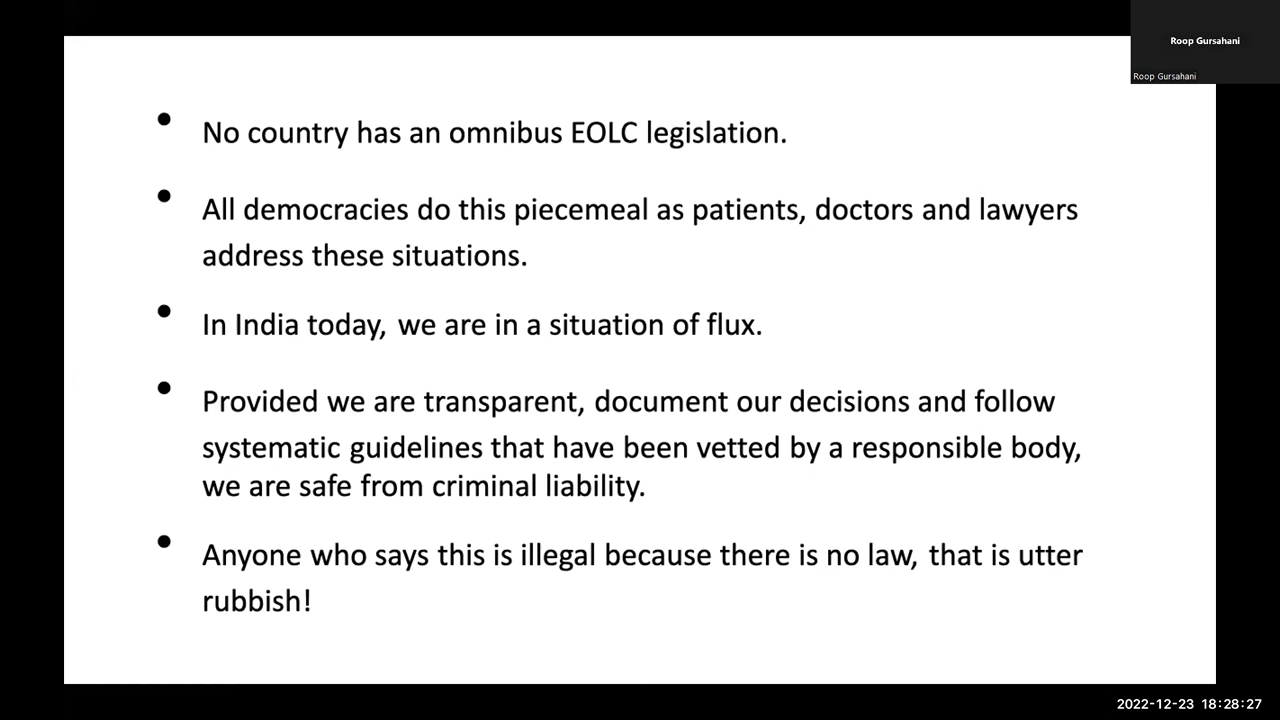 Roop Gursahani
Roop Gursahani
• No country has an omnibus EOLC legislation.
• All democracies do this piecemeal as patients, doctors and lawyers
address these situations.
• In India today, we are in a situation of flux.
• Provided we are transparent, document our decisions and follow
systematic guidelines that have been vetted by a responsible body,
we are safe from criminal liability.
• Anyone who says this is illegal because there is no law, that is utter
rubbish!
2022-12-23 18:28:27